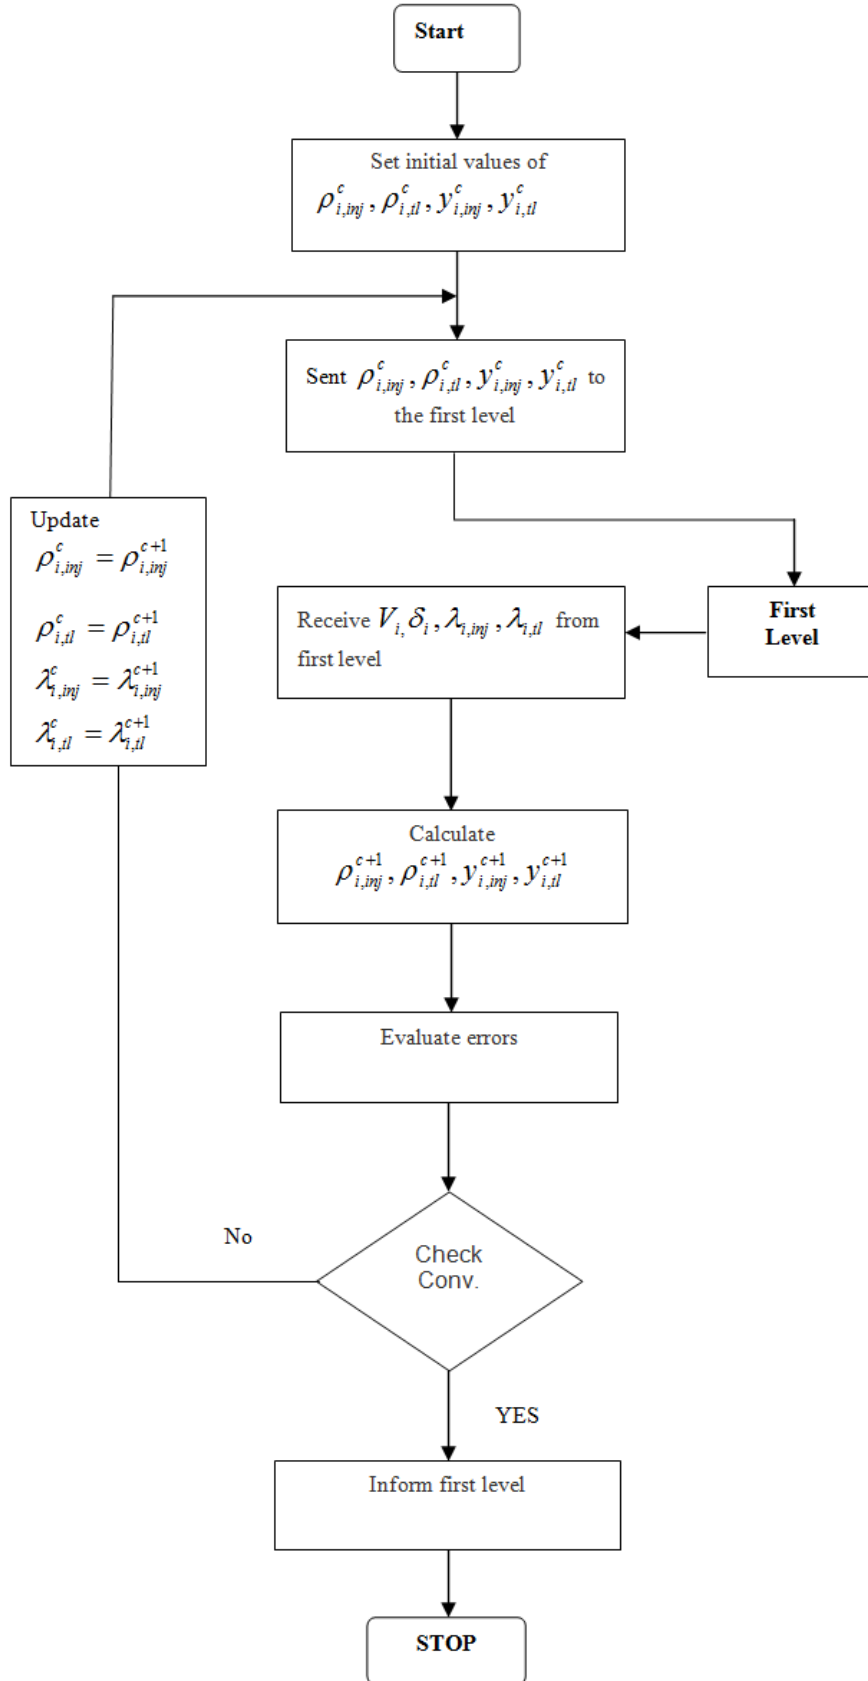 Start
Set initial values of
ρ^c_{i,inj}, ρ^c_{i,tl}, y^c_{i,inj}, y^c_{i,tl}
Sent ρ^c_{i,inj}, ρ^c_{i,tl}, y^c_{i,inj}, y^c_{i,tl} to
the first level
Update
ρ^c_{i,inj} = ρ^{c+1}_{i,inj}
ρ^c_{i,tl} = ρ^{c+1}_{i,tl}
λ^c_{i,inj} = λ^{c+1}_{i,inj}
λ^c_{i,tl} = λ^{c+1}_{i,tl}
First
Level
Receive V_{i,} δ_i, λ_{i,inj}, λ_{i,tl} from
first level
Calculate
ρ^{c+1}_{i,inj}, ρ^{c+1}_{i,tl}, y^{c+1}_{i,inj}, y^{c+1}_{i,tl}
Evaluate errors
No
Check
Conv.
YES
Inform first level
STOP